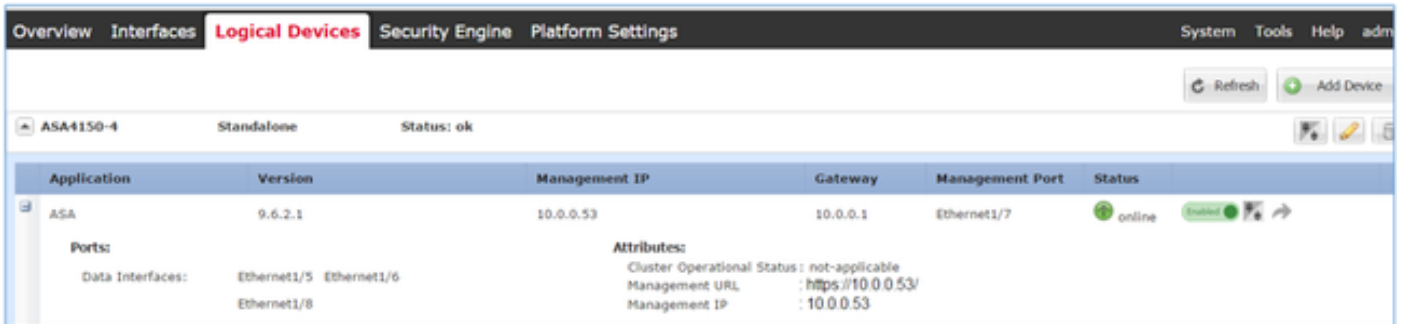 Overview Interfaces Logical Devices Security Engine Platform Settings System Tools Help adm
Refresh Add Device
ASA4150-4 Standalone Status: ok
Application Version Management IP Gateway Management Port Status
ASA 9.6.2.1 10.0.0.53 10.0.0.1 Ethernet1/7 online Enabled
Ports: Attributes:
Cluster Operational Status : not-applicable
Data Interfaces: Ethernet1/5 Ethernet1/6 Management URL : https://10.0.0.53/
Ethernet1/8 Management IP : 10.0.0.53